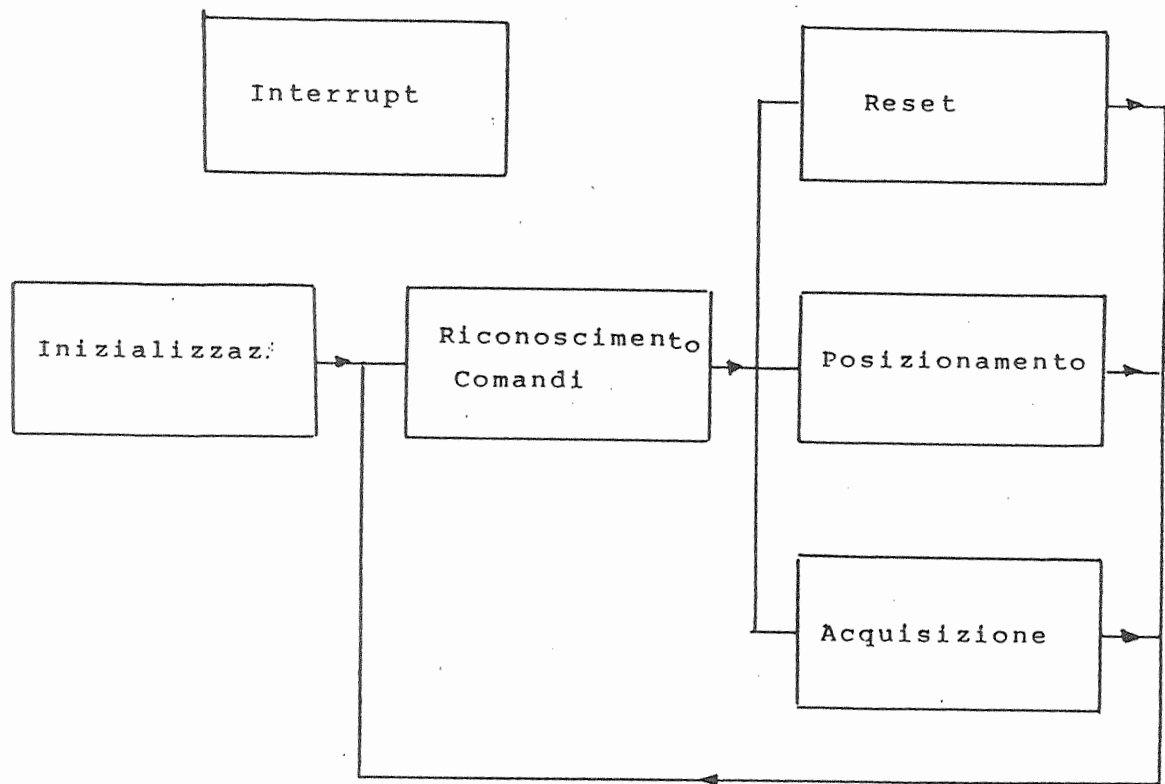 Interrupt
Reset
Inizializzaz.
Riconoscimento
Comandi
Posizionamento
Acquisizione